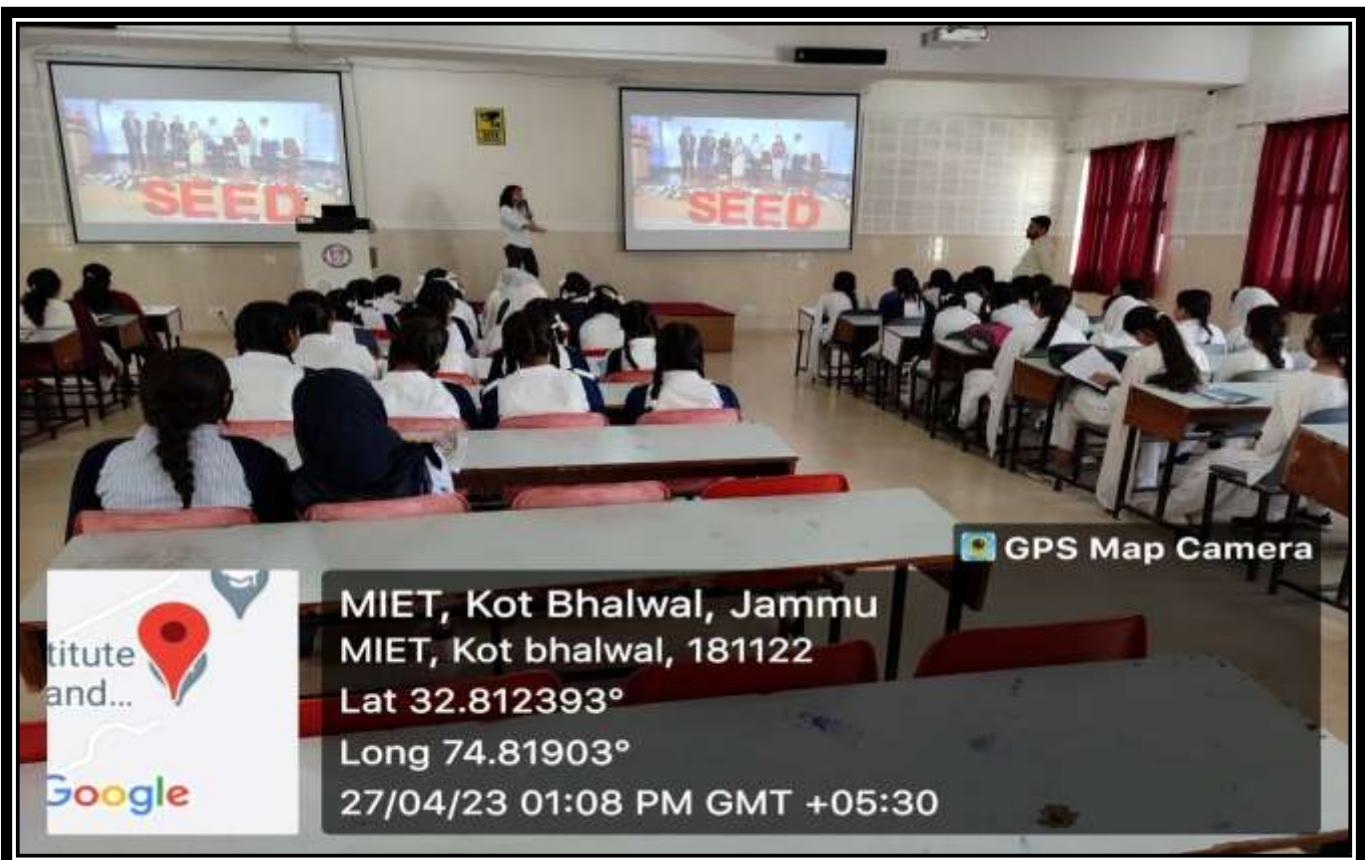 SEED
SEED
GPS Map Camera
titute
and...
Google
MIET, Kot Bhalwal, Jammu
MIET, Kot bhalwal, 181122
Lat 32.812393°
Long 74.81903°
27/04/23 01:08 PM GMT +05:30